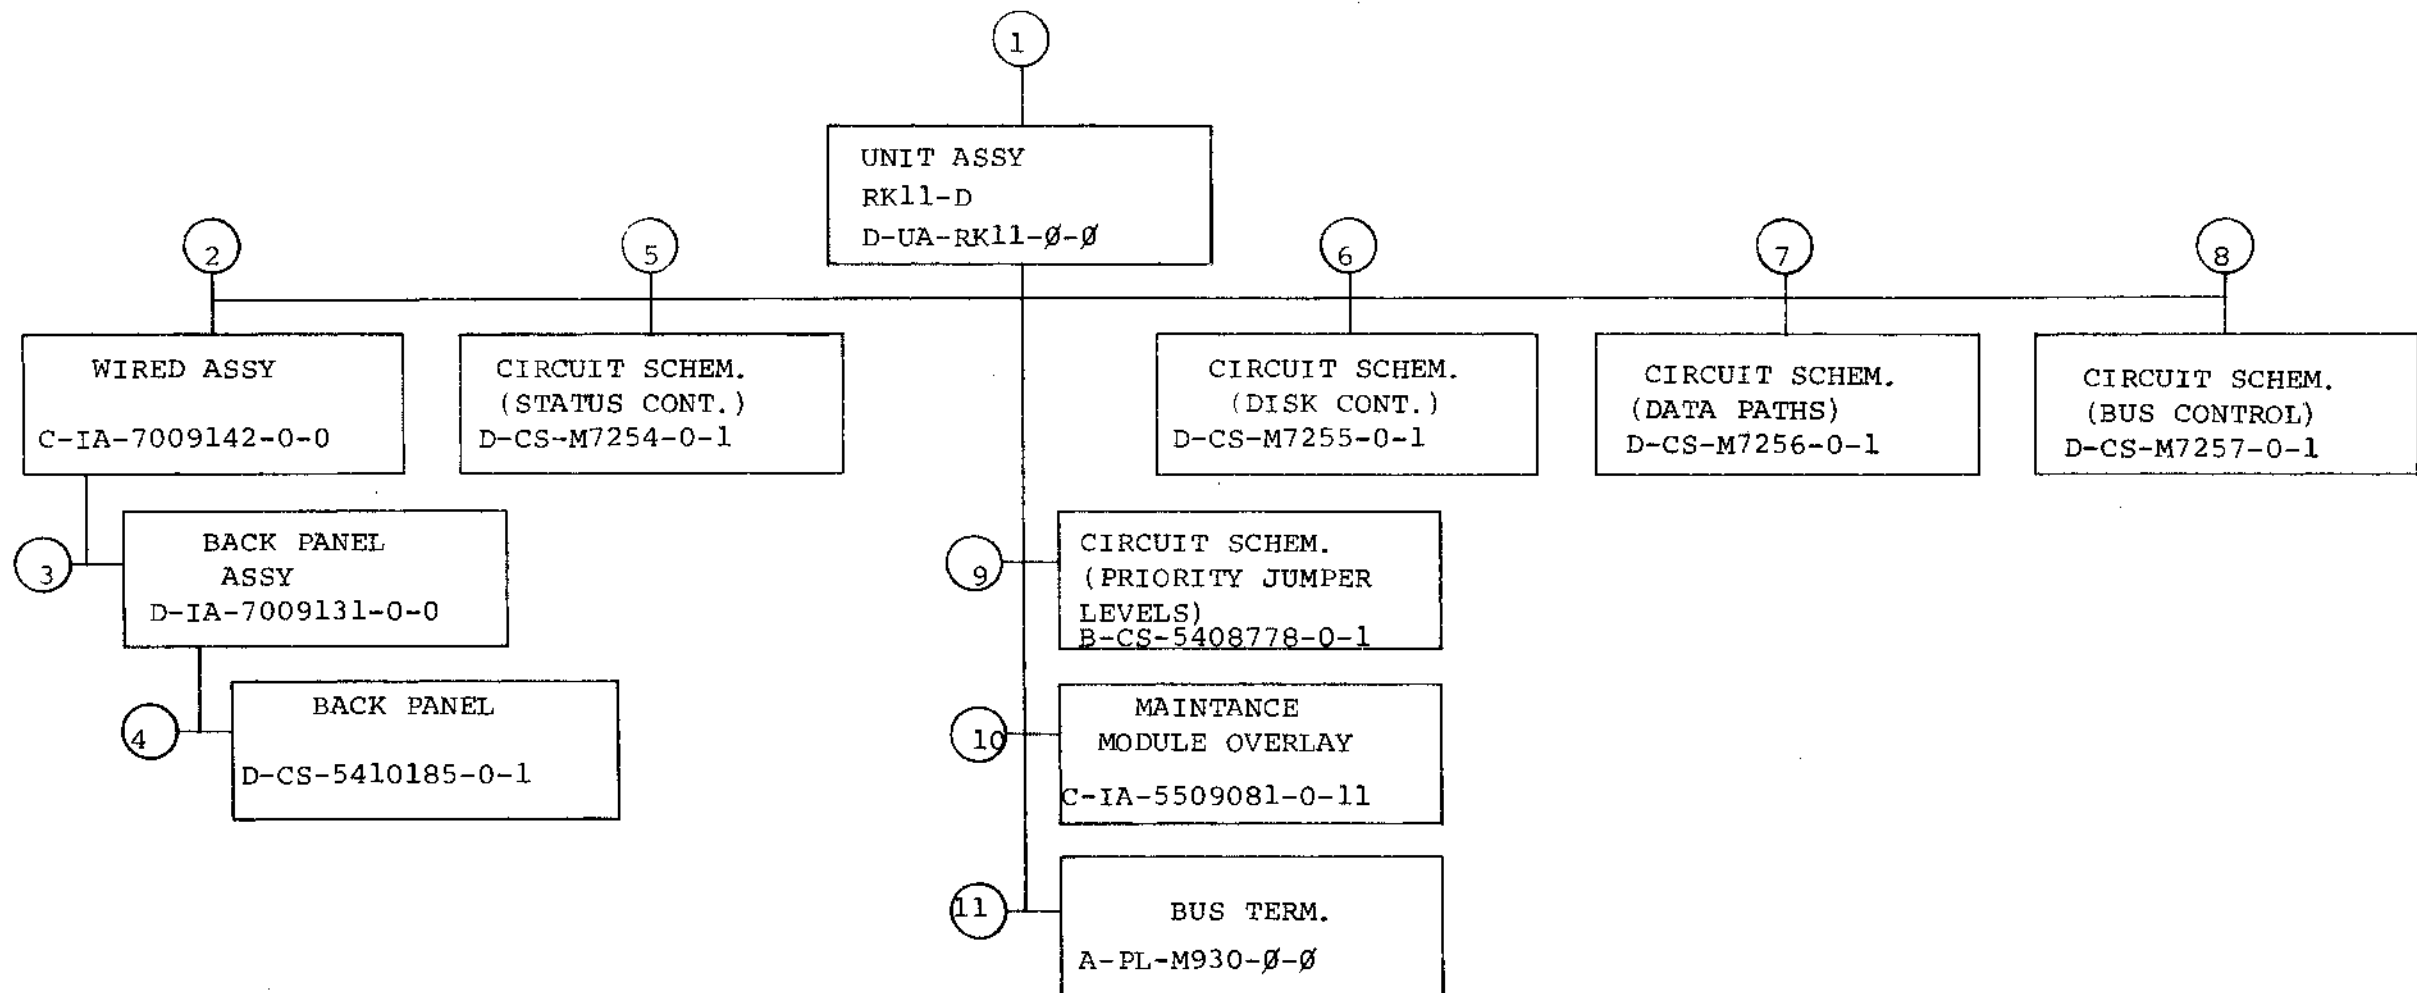 1
UNIT ASSY
RK11-D
D-UA-RK11-Ø-Ø
2
5
6
7
8
WIRED ASSY
C-IA-7009142-0-0
CIRCUIT SCHEM.
(STATUS CONT.)
D-CS-M7254-0-1
CIRCUIT SCHEM.
(DISK CONT.)
D-CS-M7255-0-1
CIRCUIT SCHEM.
(DATA PATHS)
D-CS-M7256-0-1
CIRCUIT SCHEM.
(BUS CONTROL)
D-CS-M7257-0-1
3
BACK PANEL
ASSY
D-IA-7009131-0-0
4
BACK PANEL
D-CS-5410185-0-1
9
CIRCUIT SCHEM.
(PRIORITY JUMPER
LEVELS)
B-CS-5408778-0-1
10
MAINTANCE
MODULE OVERLAY
C-IA-5509081-0-11
11
BUS TERM.
A-PL-M930-Ø-Ø